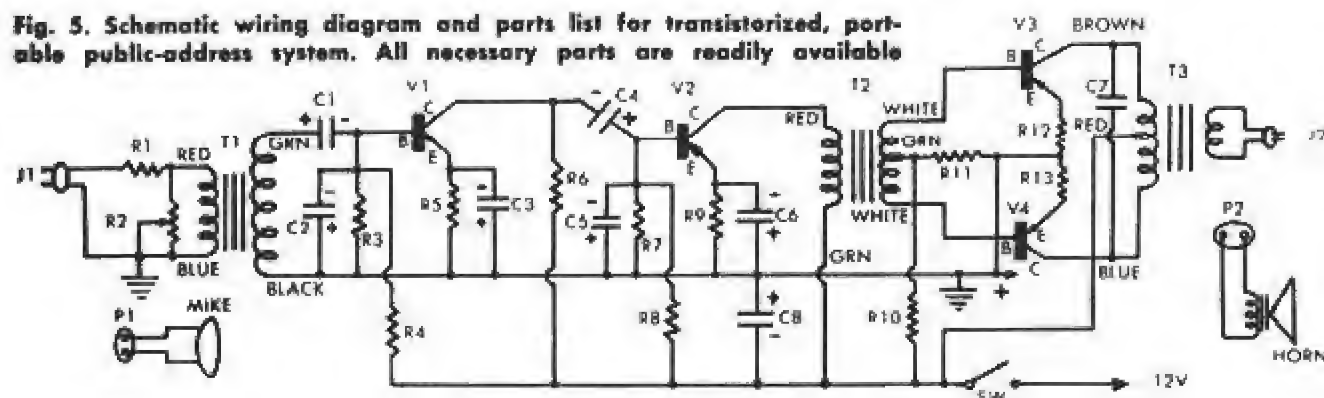 Fig. 5. Schematic wiring diagram and parts list for transistorized, port-
able public-address system. All necessary parts are readily available
V3
BROWN
C
B
E
V1
C
B
E
C4
-
+
V2
C
B
E
T2
WHITE
RED
C7
T3
J1
R1
RED
T1
C1
+
-
GRN
R2
BLUE
C2
-
+
R3
R5
C3
-
+
R6
C5
-
+
R7
R9
C6
-
+
GRN
R11
R12
RED
R13
J2
WHITE
V4
B
E
C
BLUE
P2
BLACK
GRN
+
P1
MIKE
R4
R8
C8
+
-
R10
HORN
SW
12V